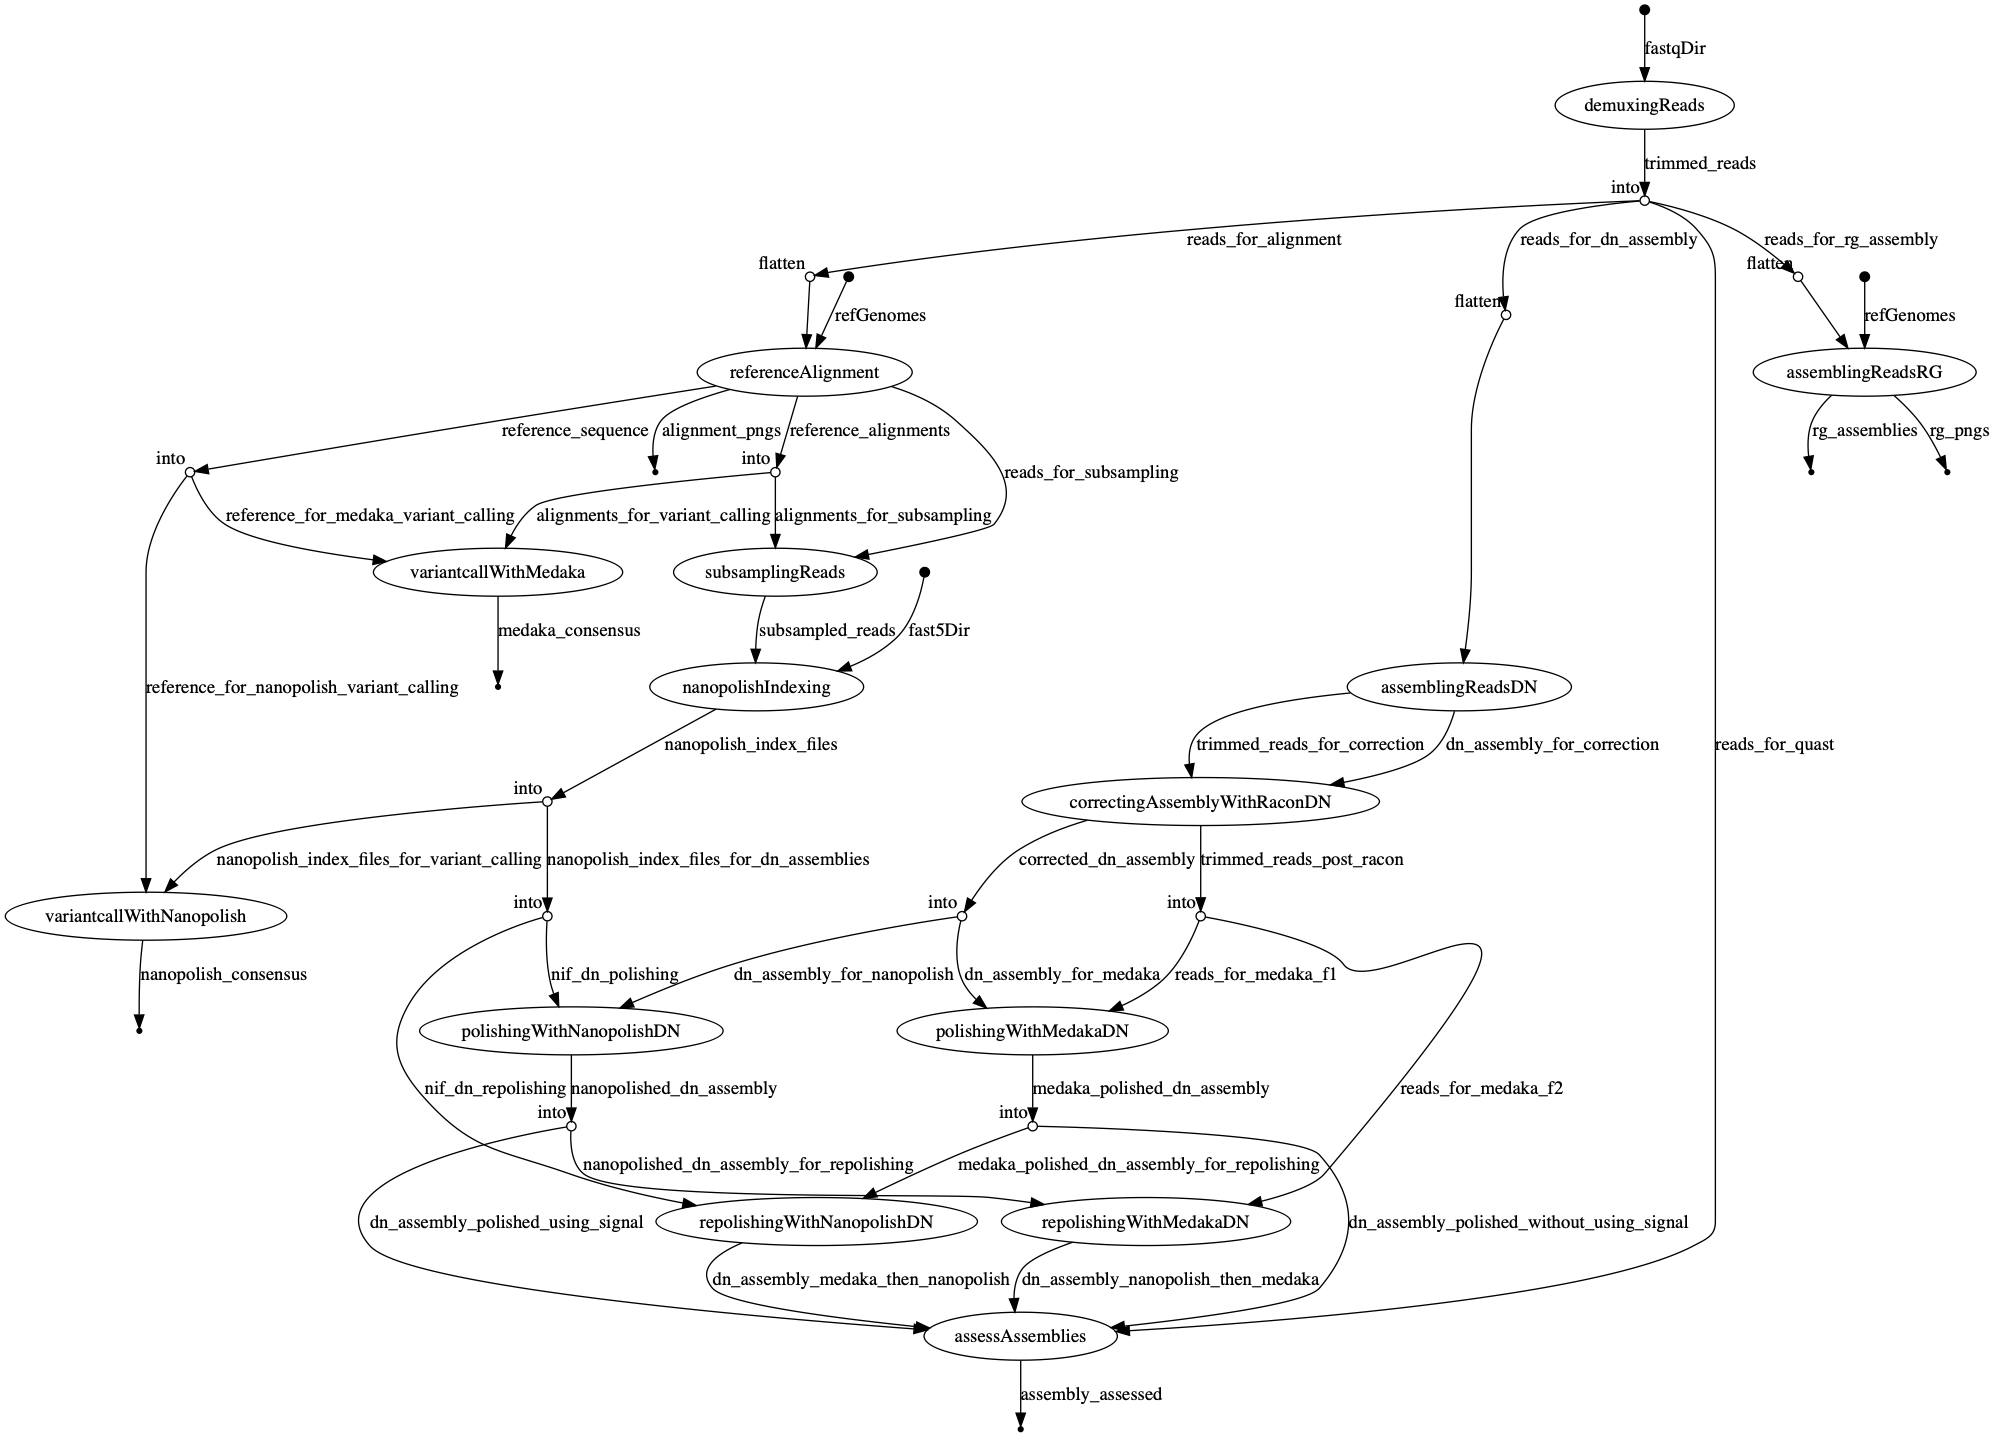 fastqDir
demuxingReads
trimmed_reads
into
reads_for_alignment
reads_for_dn_assembly
reads_for_rg_assembly
flatten
flatten
flatten
refGenomes
refGenomes
referenceAlignment
assemblingReadsRG
reference_sequence
alignment_pngs
reference_alignments
rg_assemblies
rg_pngs
into
into
reads_for_subsampling
reference_for_medaka_variant_calling
alignments_for_variant_calling
alignments_for_subsampling
variantcallWithMedaka
subsamplingReads
medaka_consensus
subsampled_reads
fast5Dir
reference_for_nanopolish_variant_calling
nanopolishIndexing
assemblingReadsDN
nanopolish_index_files
trimmed_reads_for_correction
dn_assembly_for_correction
reads_for_quast
into
correctingAssemblyWithRaconDN
nanopolish_index_files_for_variant_calling
nanopolish_index_files_for_dn_assemblies
corrected_dn_assembly
trimmed_reads_post_racon
into
into
into
variantcallWithNanopolish
nanopolish_consensus
nif_dn_polishing
dn_assembly_for_nanopolish
dn_assembly_for_medaka
reads_for_medaka_f1
polishingWithNanopolishDN
polishingWithMedakaDN
nif_dn_repolishing
nanopolished_dn_assembly
medaka_polished_dn_assembly
reads_for_medaka_f2
into
into
nanopolished_dn_assembly_for_repolishing
medaka_polished_dn_assembly_for_repolishing
dn_assembly_polished_using_signal
repolishingWithNanopolishDN
repolishingWithMedakaDN
dn_assembly_polished_without_using_signal
dn_assembly_medaka_then_nanopolish
dn_assembly_nanopolish_then_medaka
assessAssemblies
assembly_assessed